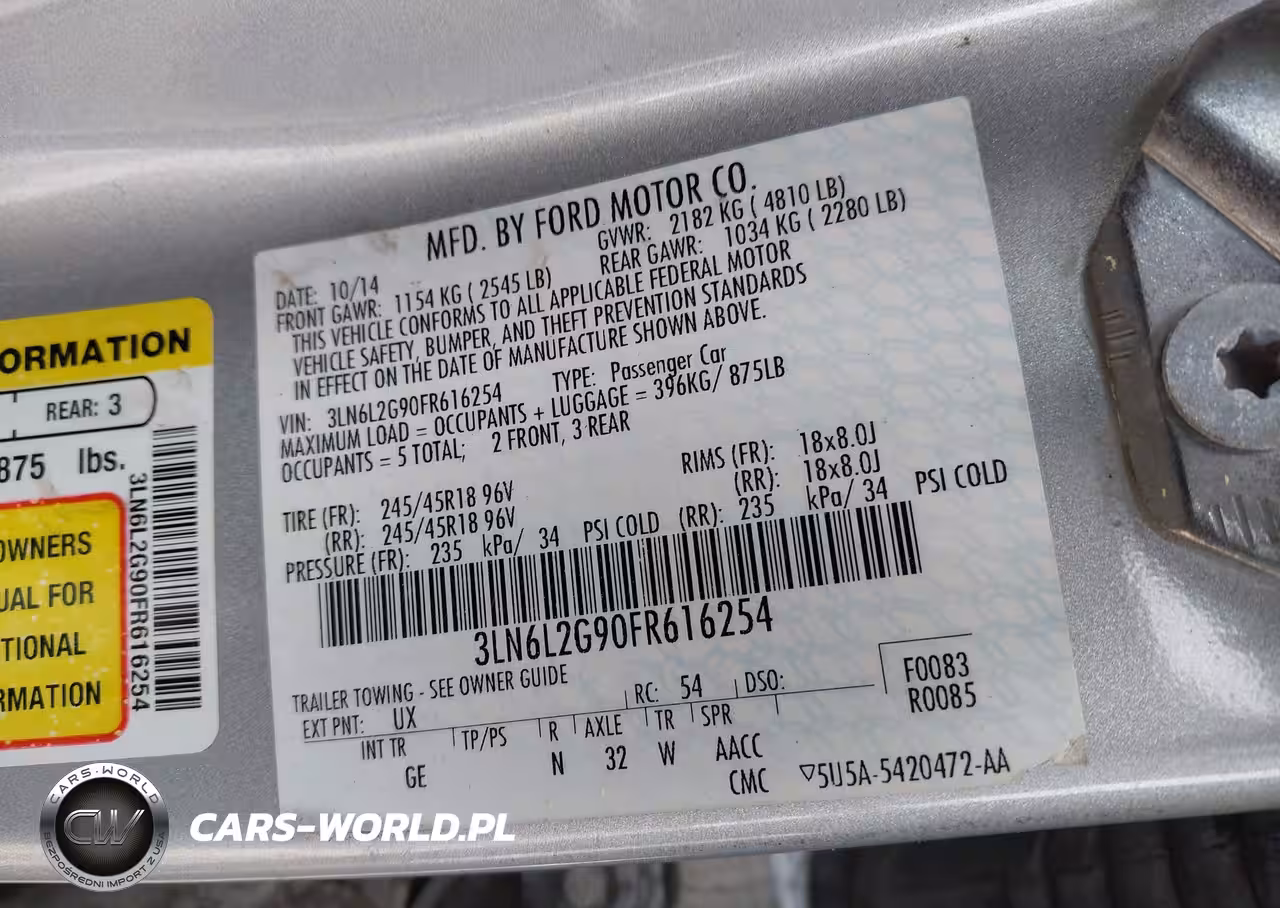 MFD. BY FORD MOTOR CO.
DATE: 10/14 GVWR: 2182 KG ( 4810 LB)
FRONT GAWR: 1154 KG ( 2545 LB) REAR GAWR: 1034 KG ( 2280 LB)
THIS VEHICLE CONFORMS TO ALL APPLICABLE FEDERAL MOTOR
VEHICLE SAFETY, BUMPER, AND THEFT PREVENTION STANDARDS
IN EFFECT ON THE DATE OF MANUFACTURE SHOWN ABOVE.
VIN: 3LN6L2G90FR616254 TYPE: Passenger Car
MAXIMUM LOAD = OCCUPANTS + LUGGAGE = 396KG/ 875LB
OCCUPANTS = 5 TOTAL; 2 FRONT, 3 REAR
TIRE (FR): 245/45R18 96V RIMS (FR): 18x8.0J
(RR): 245/45R18 96V (RR): 18x8.0J
PRESSURE (FR): 235 kPa/ 34 PSI COLD (RR): 235 kPa/ 34 PSI COLD
3LN6L2G90FR616254
TRAILER TOWING - SEE OWNER GUIDE
EXT PNT: UX RC: 54 DSO:
F0083
R0085
INT TR TP/PS R AXLE TR SPR
GE N 32 W AACC
CMC ▽5U5A-5420472-AA
ORMATION
REAR: 3
875 lbs.
3LN6L2G90FR616254
OWNERS
UAL FOR
TIONAL
RMATION
CARS-WORLD
CW
BEZPOŚREDNI IMPORT Z USA
CARS-WORLD.PL